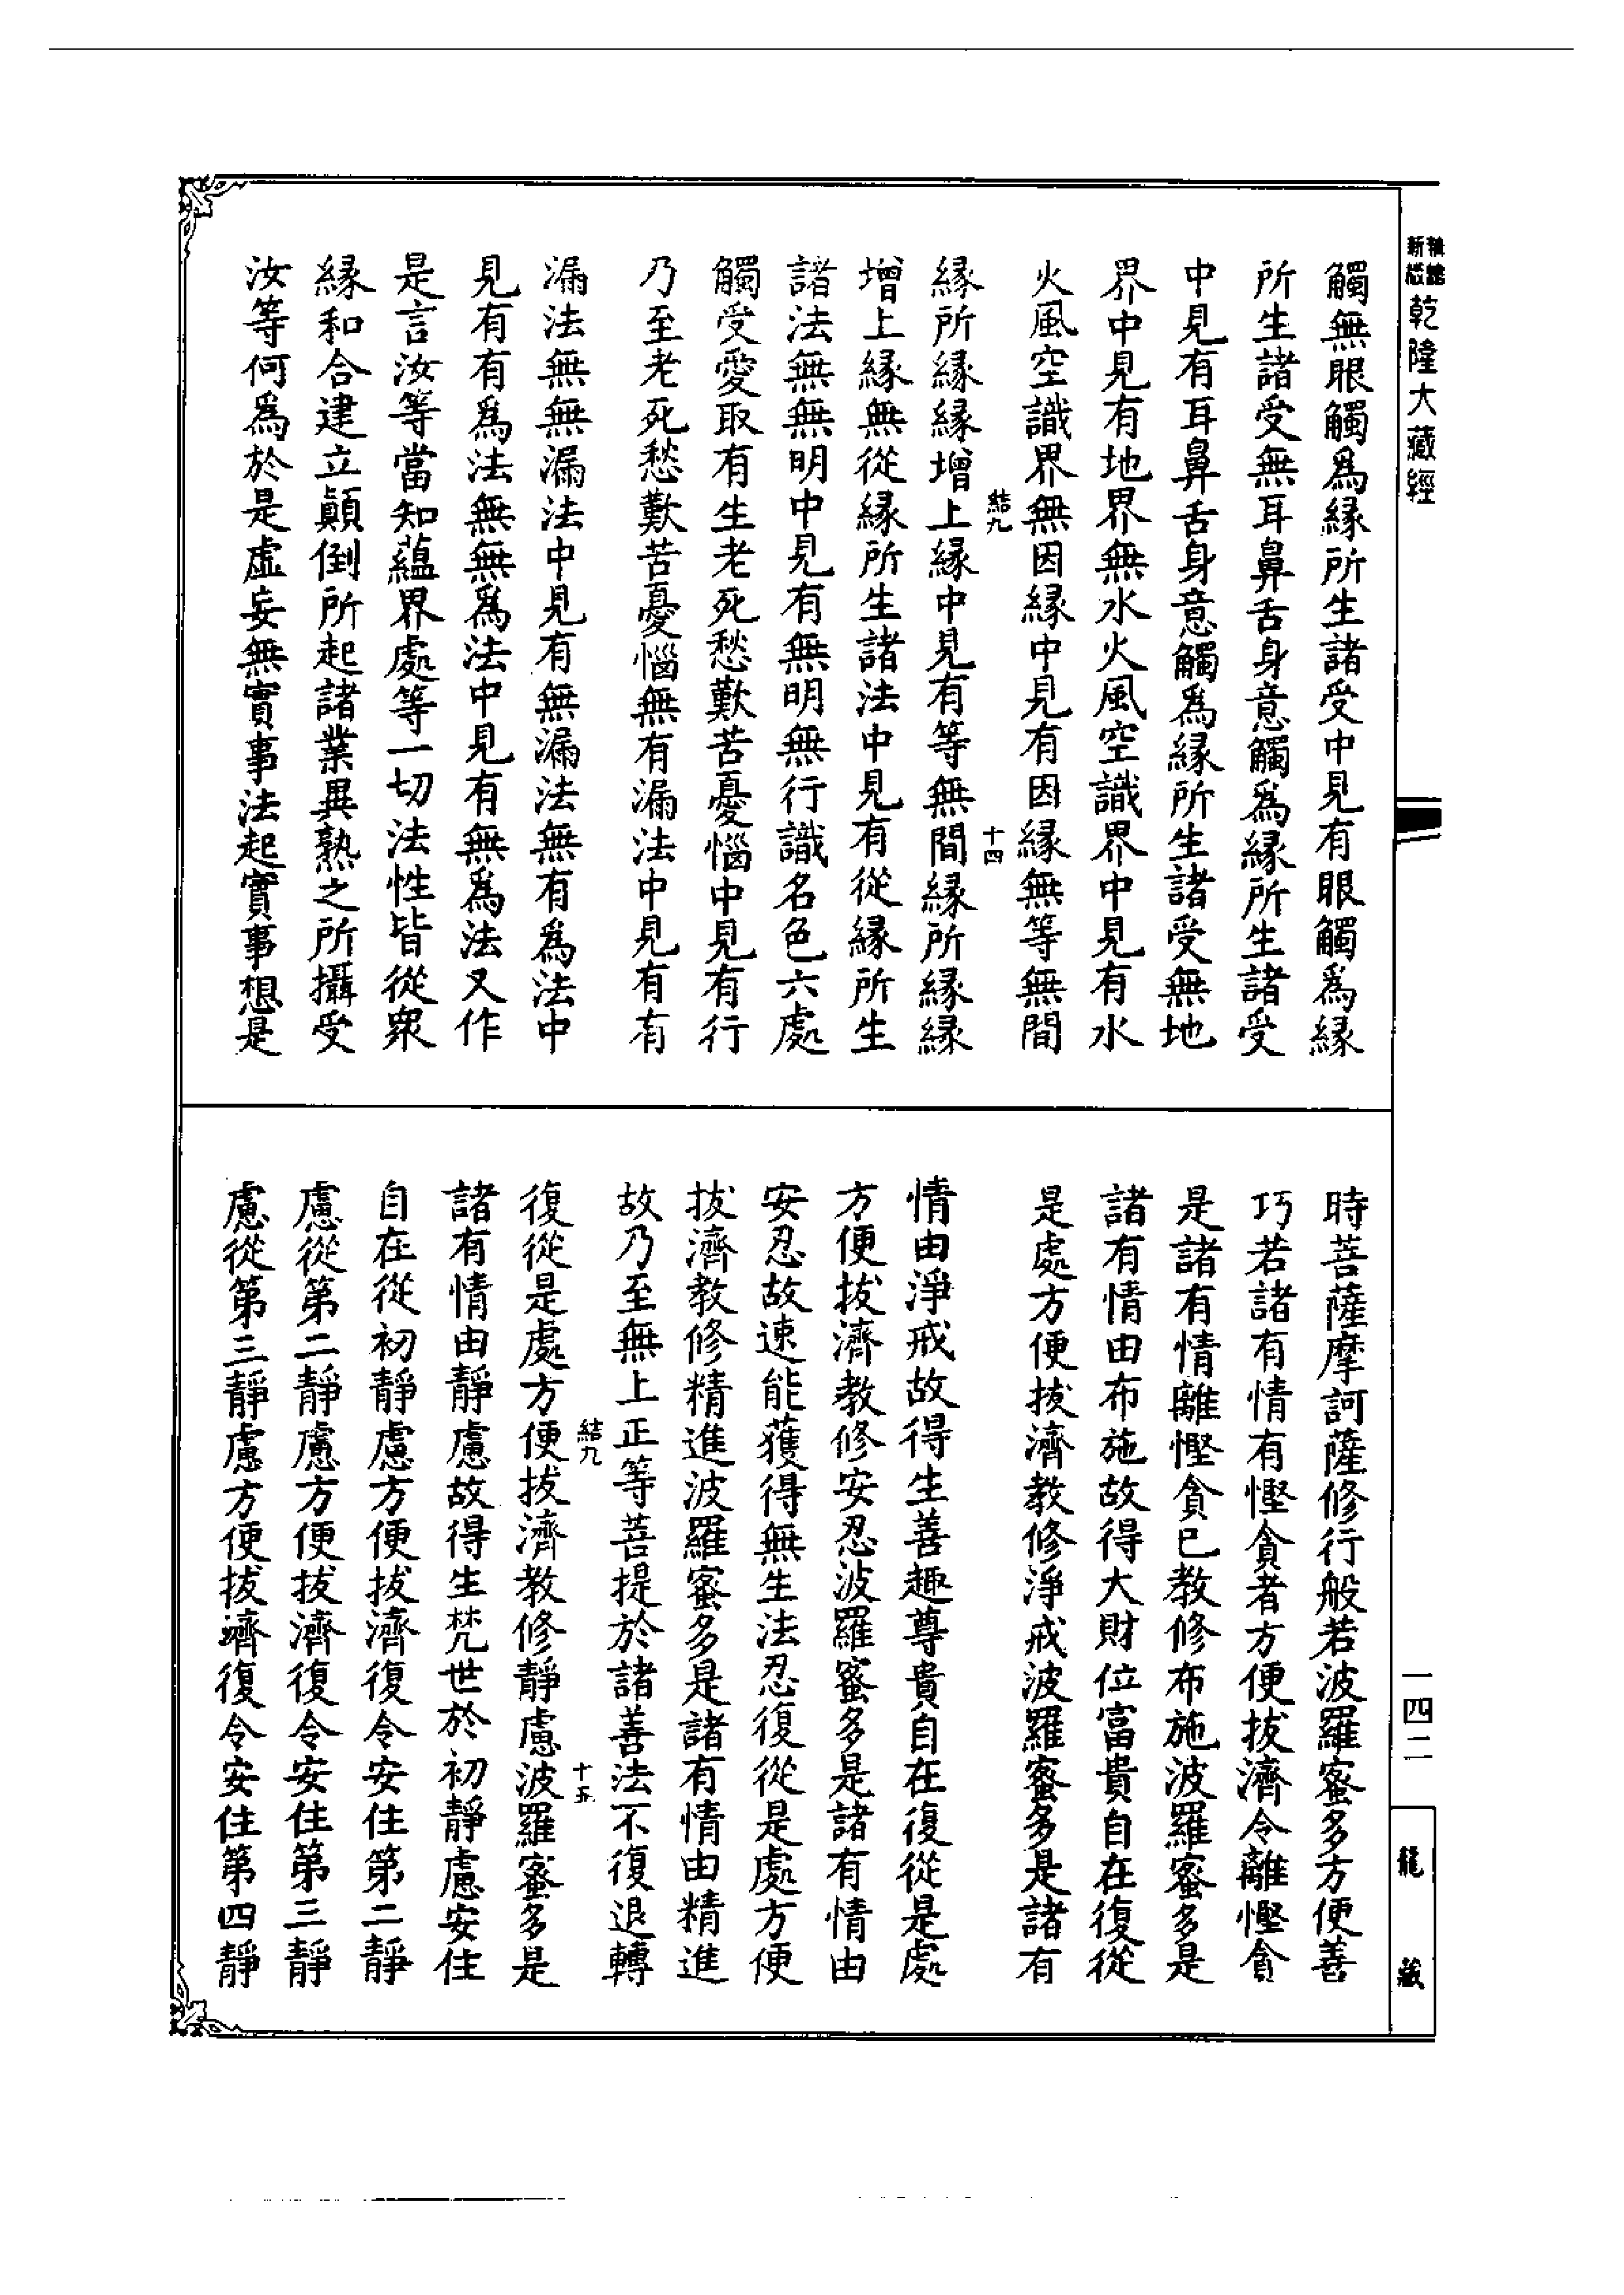 乾隆大藏經
觸無眼觸為緣所生諸受中見有眼觸為緣
所生諸受無耳鼻舌身意觸為緣所生諸受
中見有耳鼻舌身意觸為緣所生諸受無地
界中見有地界無水火風空識界中見有水
火風空識界無因緣中見有因緣無等無間
結九
十四
緣所緣緣增上緣中見有等無間緣所緣緣
增上緣無從緣所生諸法中見有從緣所生
諸法無無明中見有無明無行識名色六處
觸受愛取有生老死愁歎苦憂惱中見有行
乃至老死愁歎苦憂惱無有漏法中見有有
漏法無無漏法中見有無漏法無有為法中
見有有為法無無為法中見有無為法又作
是言汝等當知蘊界處等一切法性皆從眾
緣和合建立顛倒所起諸業異熟之所攝受
汝等何為於是虛妄無實事法起實事想是
時菩薩摩訶薩修行般若波羅蜜多方便善
巧若諸有情有慳貪者方便拔濟令離慳貪
是諸有情離慳貪已教修布施波羅蜜多是
諸有情由布施故得大財位富貴自在復從
是處方便拔濟教修淨戒波羅蜜多是諸有
情由淨戒故得生善趣尊貴自在復從是處
方便拔濟教修安忍波羅蜜多是諸有情由
安忍故速能獲得無生法忍復從是處方便
拔濟教修精進波羅蜜多是諸有情由精進
故乃至無上正等菩提於諸善法不復退轉
結九
十五
復從是處方便拔濟教修靜慮波羅蜜多是
諸有情由靜慮故得生梵世於初靜慮安住
自在從初靜慮方便拔濟復令安住第二靜
慮從第二靜慮方便拔濟復令安住第三靜
慮從第三靜慮方便拔濟復令安住第四靜
一四二
龍藏